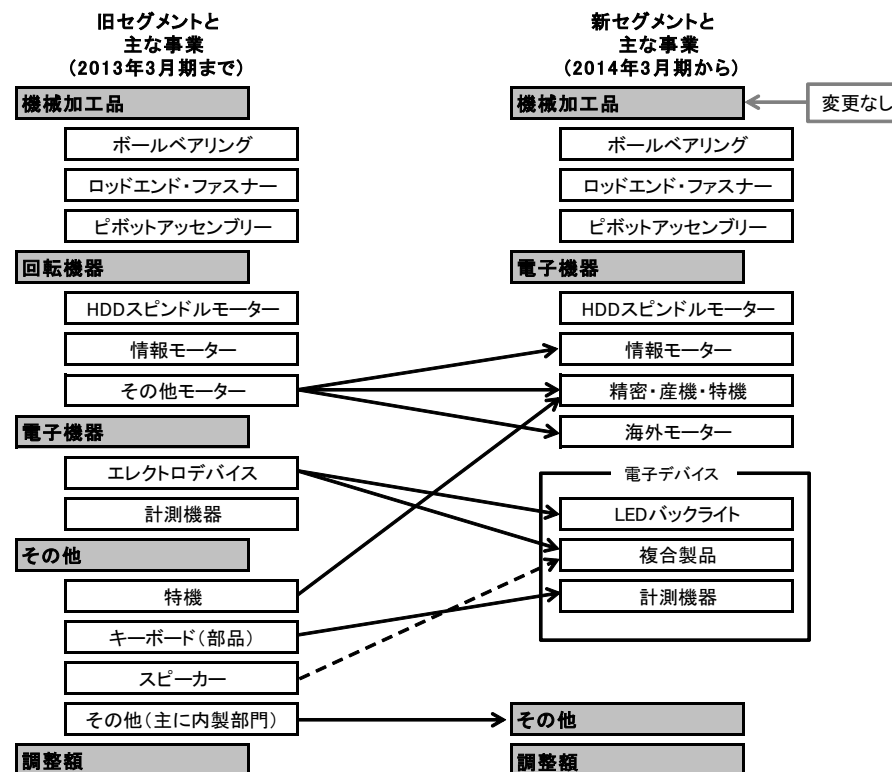 旧セグメントと
主な事業
(2013年3月期まで)
機械加工品
ボールベアリング
ロッドエンド・ファスナー
ピボットアッセンブリー
回転機器
HDDスピンドルモーター
情報モーター
その他モーター
電子機器
エレクトロデバイス
計測機器
その他
特機
キーボード(部品)
スピーカー
その他(主に内製部門)
調整額
新セグメントと
主な事業
(2014年3月期から)
機械加工品
変更なし
ボールベアリング
ロッドエンド・ファスナー
ピボットアッセンブリー
電子機器
HDDスピンドルモーター
情報モーター
精密・産機・特機
海外モーター
電子デバイス
LEDバックライト
複合製品
計測機器
その他
調整額